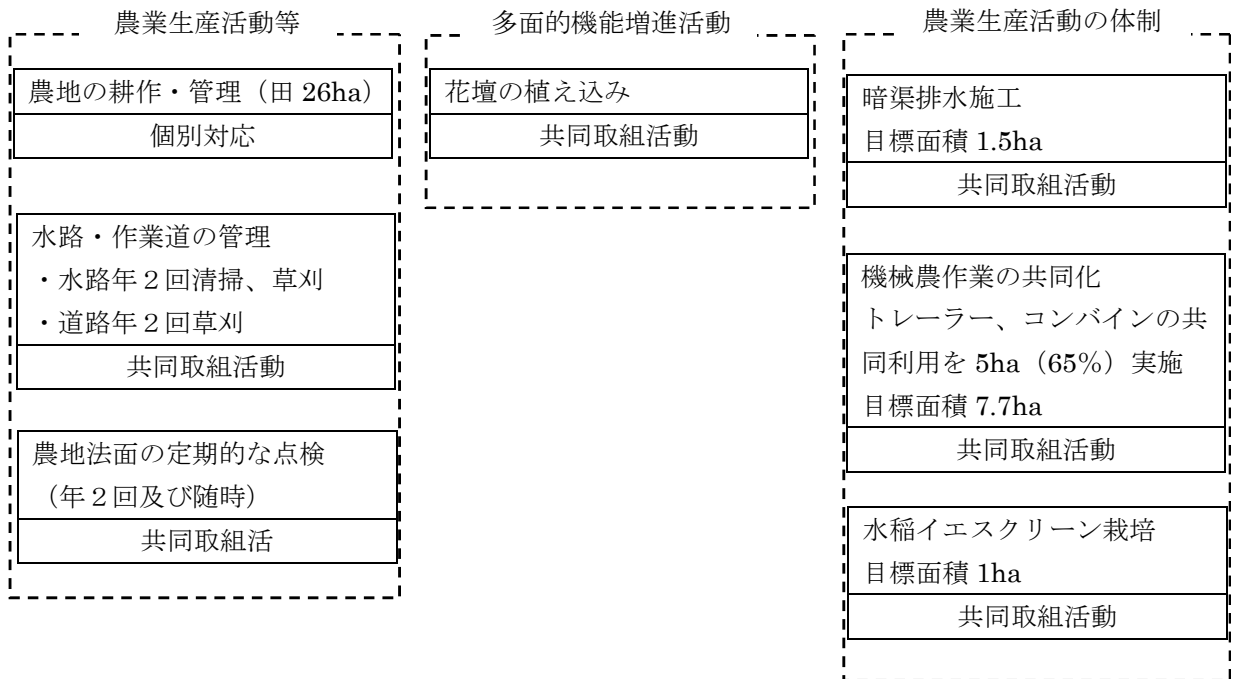 農業生産活動等
農地の耕作・管理（田 26ha）
個別対応
水路・作業道の管理
・水路年２回清掃、草刈
・道路年２回草刈
共同取組活動
農地法面の定期的な点検
（年２回及び随時）
共同取組活
多面的機能増進活動
花壇の植え込み
共同取組活動
農業生産活動の体制
暗渠排水施工
目標面積 1.5ha
共同取組活動
機械農作業の共同化
トレーラー、コンバインの共
同利用を 5ha（65％）実施
目標面積 7.7ha
共同取組活動
水稲イエスクリーン栽培
目標面積 1ha
共同取組活動